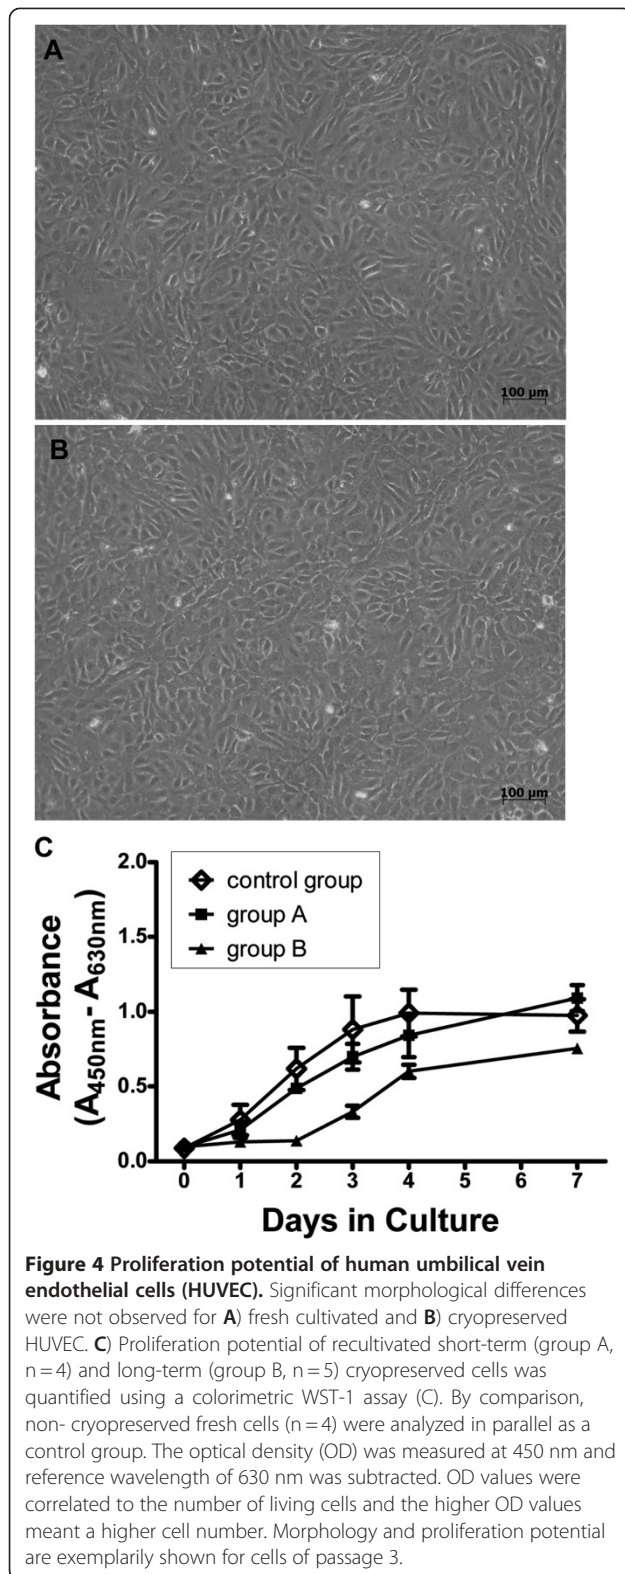 A
100 µm
B
100 µm
C
2.0
1.5
1.0
0.5
0.0
Absorbance
(A450nm- A630nm)
control group
group A
group B
0 1 2 3 4 5 6 7
Days in Culture
Figure 4 Proliferation potential of human umbilical vein
endothelial cells (HUVEC). Significant morphological differences
were not observed for A) fresh cultivated and B) cryopreserved
HUVEC. C) Proliferation potential of recultivated short-term (group A,
n = 4) and long-term (group B, n = 5) cryopreserved cells was
quantified using a colorimetric WST-1 assay (C). By comparison,
non- cryopreserved fresh cells (n = 4) were analyzed in parallel as a
control group. The optical density (OD) was measured at 450 nm and
reference wavelength of 630 nm was subtracted. OD values were
correlated to the number of living cells and the higher OD values
meant a higher cell number. Morphology and proliferation potential
are exemplarily shown for cells of passage 3.